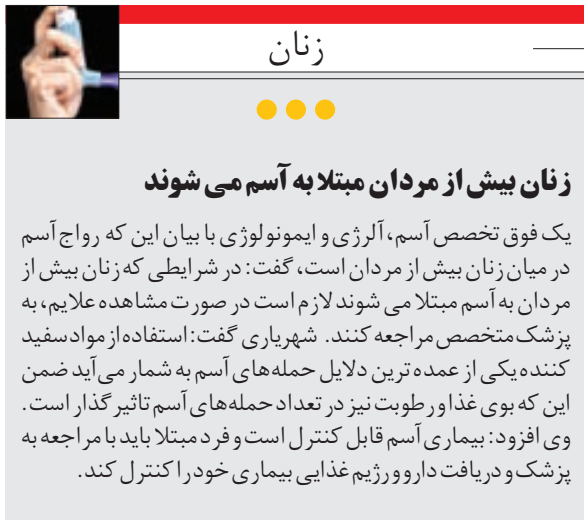 زنان
زنان بیش از مردان مبتلا به آسم می شوند
یک فوق تخصص آسم، آلرژی و ایمونولوژی با بیان این که رواج آسم
در میان زنان بیش از مردان است، گفت: در شرایطی که زنان بیش از
مردان به آسم مبتلا می شوند لازم است در صورت مشاهده علایم، به
پزشک متخصص مراجعه کنند. شهریاری گفت: استفاده از مواد سفید
کننده یکی از عمده ترین دلایل حمله‌های آسم به شمار می‌آید ضمن
این که بوی غذا و رطوبت نیز در تعداد حمله‌های آسم تاثیر گذار است.
وی افزود: بیماری آسم قابل کنترل است و فرد مبتلا باید با مراجعه به
پزشک و دریافت دارو و رژیم غذایی بیماری خود را کنترل کند.